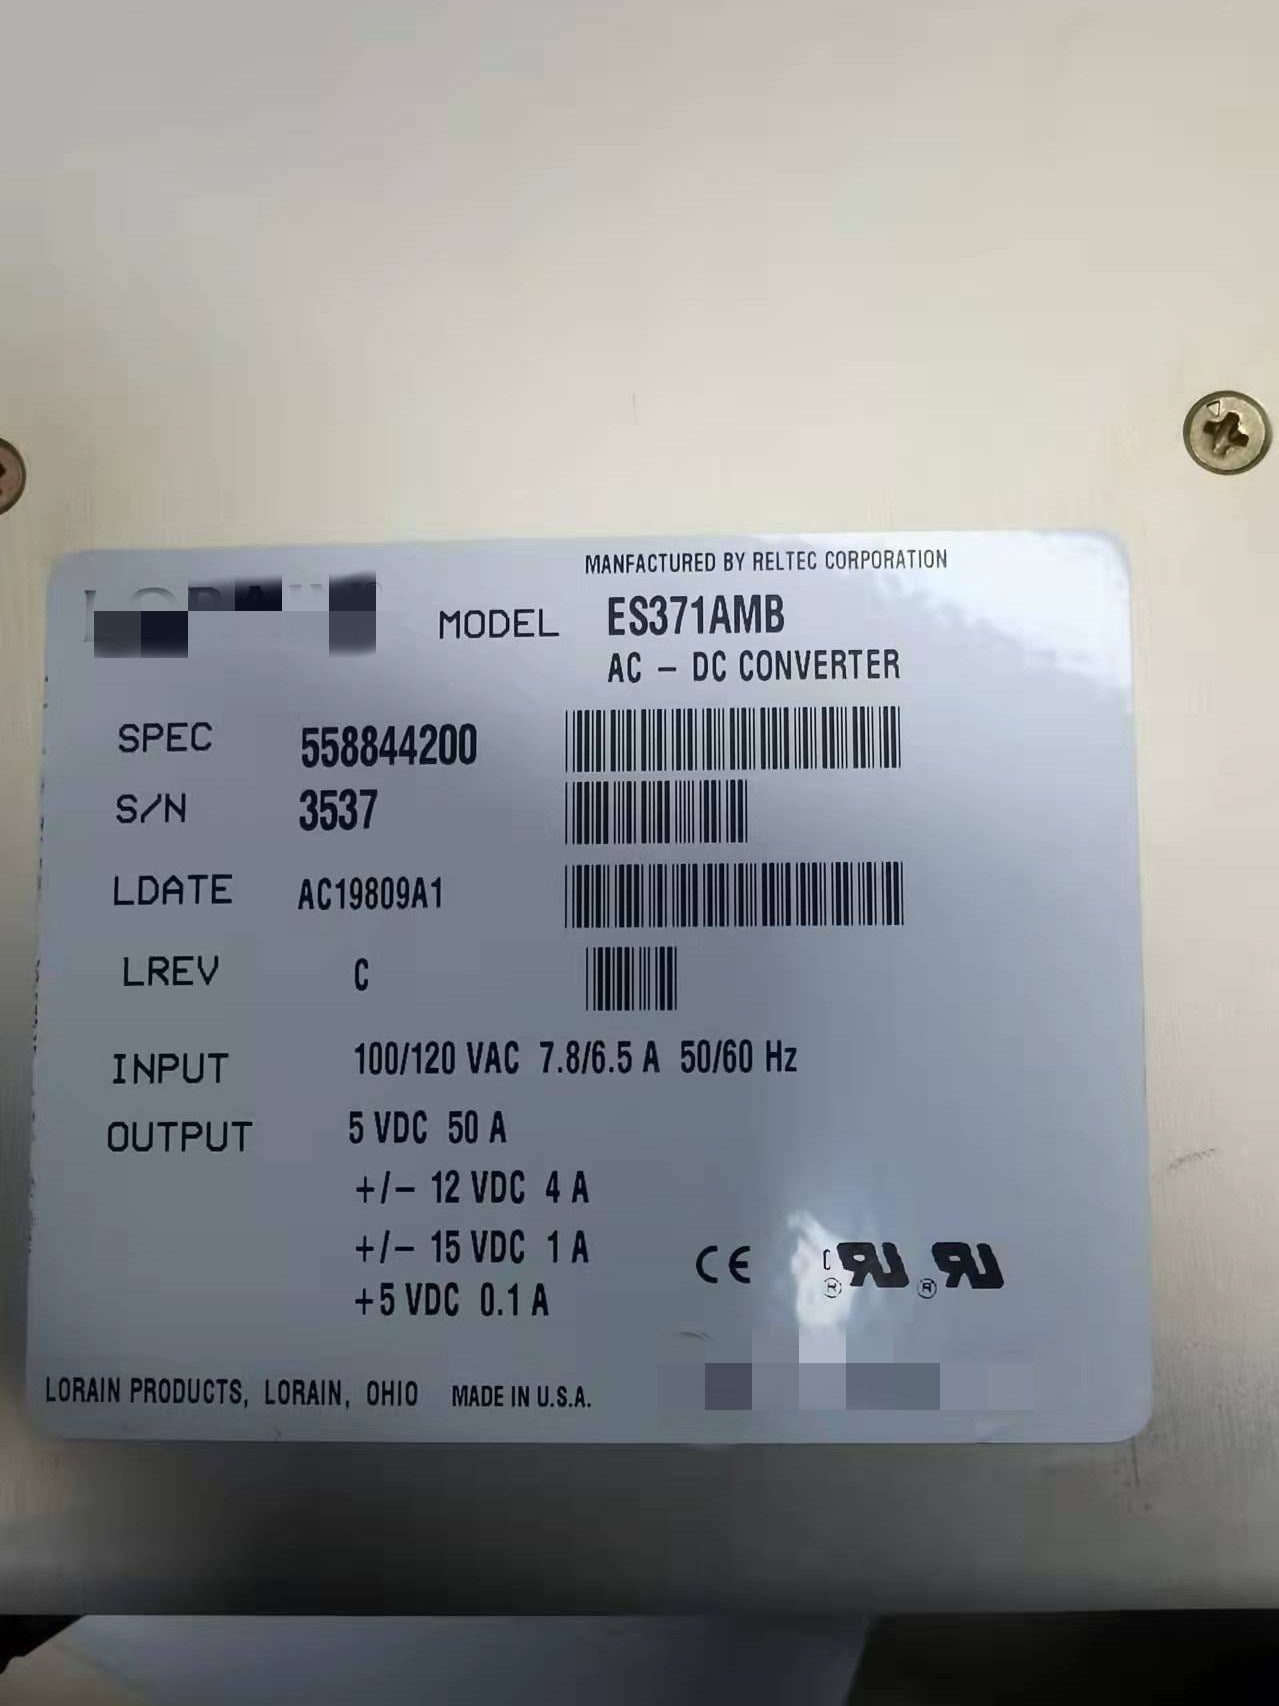 MANFACTURED BY RELTEC CORPORATION
LORAIN®
MODEL ES371AMB
AC - DC CONVERTER
SPEC 558844200
S/N 3537
LDATE AC19809A1
LREV C
INPUT 100/120 VAC 7.8/6.5 A 50/60 Hz
OUTPUT 5 VDC 50 A
+/- 12 VDC 4 A
+/- 15 VDC 1 A
+5 VDC 0.1 A
CE
LORAIN PRODUCTS, LORAIN, OHIO MADE IN U.S.A.